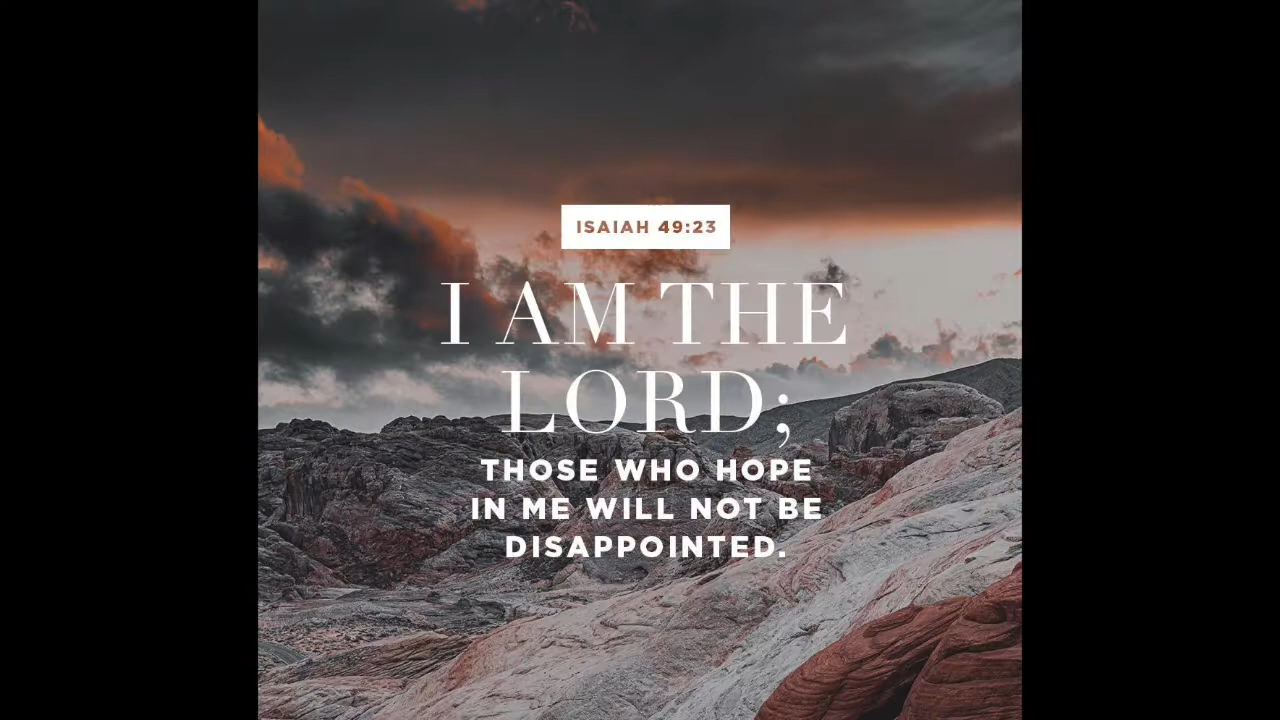 ISAIAH 49:23
I AM THE
LORD;
THOSE WHO HOPE
IN ME WILL NOT BE
DISAPPOINTED.